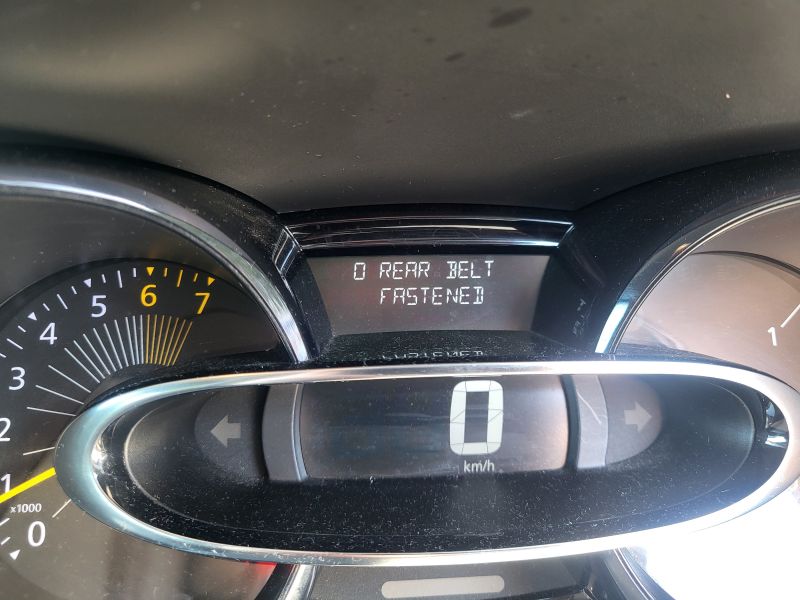 0 REAR BELT
FASTENED
0
km/h
7
6
5
4
3
2
1
0
x1000
1